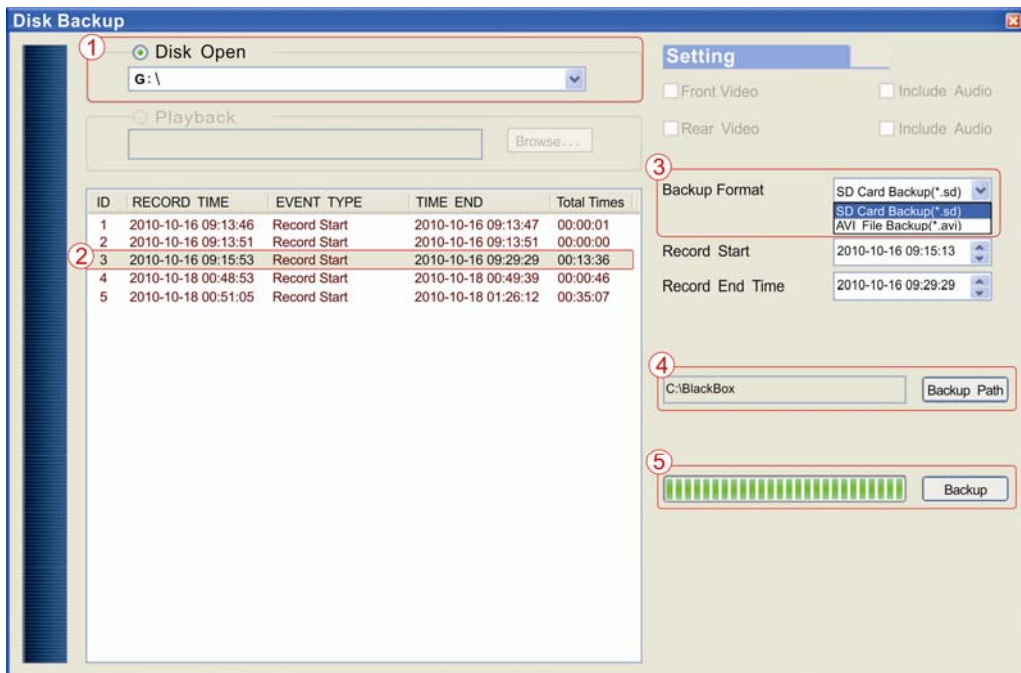 Disk Backup
1
Disk Open
G:\
Playback
Browse...
ID RECORD TIME EVENT TYPE TIME END Total Times
1 2010-10-16 09:13:46 Record Start 2010-10-16 09:13:47 00:00:01
2 2010-10-16 09:13:51 Record Start 2010-10-16 09:13:51 00:00:00
2
3 2010-10-16 09:15:53 Record Start 2010-10-16 09:29:29 00:13:36
4 2010-10-18 00:48:53 Record Start 2010-10-18 00:49:39 00:00:46
5 2010-10-18 00:51:05 Record Start 2010-10-18 01:26:12 00:35:07
Setting
Front Video Include Audio
Rear Video Include Audio
3
Backup Format SD Card Backup(*.sd)
SD Card Backup(*.sd)
AVI File Backup(*.avi)
Record Start 2010-10-16 09:15:13
Record End Time 2010-10-16 09:29:29
4
C:\BlackBox Backup Path
5
Backup